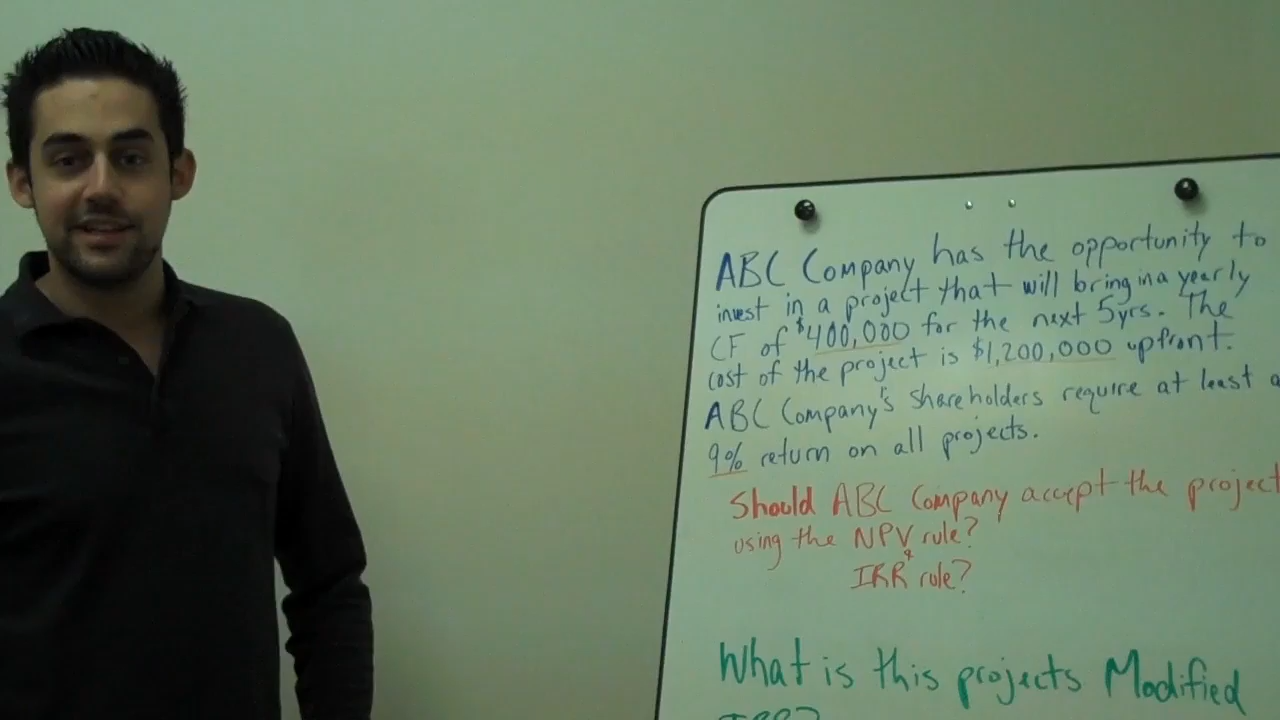 ABC Company has the opportunity to
invest in a project that will bring in a yearly
CF of $400,000 for the next 5yrs. The
cost of the project is $1,200,000 upfront.
ABC Company's shareholders require at least a
9% return on all projects.
Should ABC Company accept the project
using the NPV rule?
&
IRR rule?
What is this projects Modified
IRR?